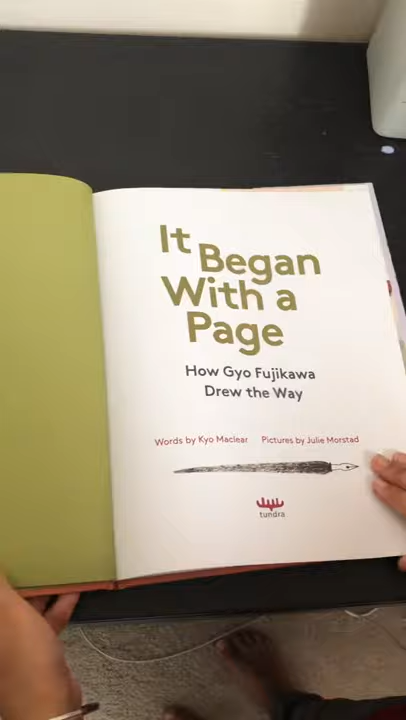 It Began
With a
Page
How Gyo Fujikawa
Drew the Way
Words by Kyo Maclear Pictures by Julie Morstad
tundra